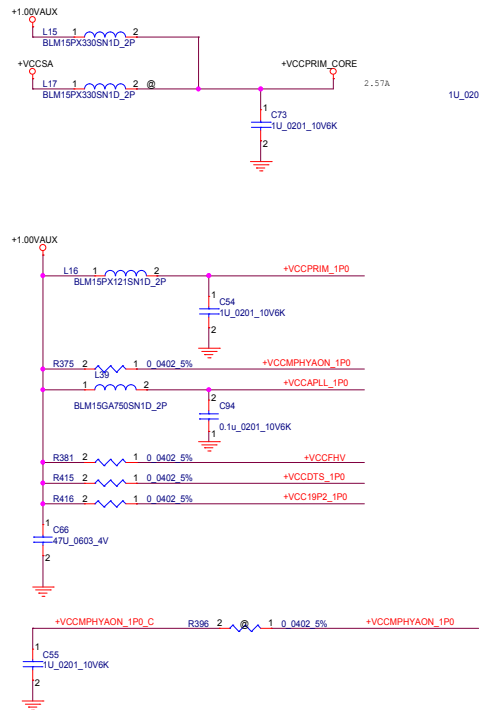 +1.00VAUX
L15 1 2
BLM15PX330SN1D_2P
+VCCSA
+VCCPRIM_CORE
L17 1 2 @
BLM15PX330SN1D_2P
2.57A
1U_020
1
C73
1U_0201_10V6K
2
+1.00VAUX
L16 1 2
+VCCPRIM_1P0
BLM15PX121SN1D_2P
1
C54
1U_0201_10V6K
2
R375 2 1 0_0402_5%
+VCCMPHYAON_1P0
L39
1 2
+VCCAPLL_1P0
BLM15GA750SN1D_2P
2
C94
0.1u_0201_10V6K
1
R381 2 1 0_0402_5%
+VCCFHV
R415 2 1 0_0402_5%
+VCCDTS_1P0
R416 2 1 0_0402_5%
+VCC19P2_1P0
1
C66
47U_0603_4V
2
+VCCMPHYAON_1P0_C
R396 2 @ 1 0_0402_5%
+VCCMPHYAON_1P0
1
C55
1U_0201_10V6K
2